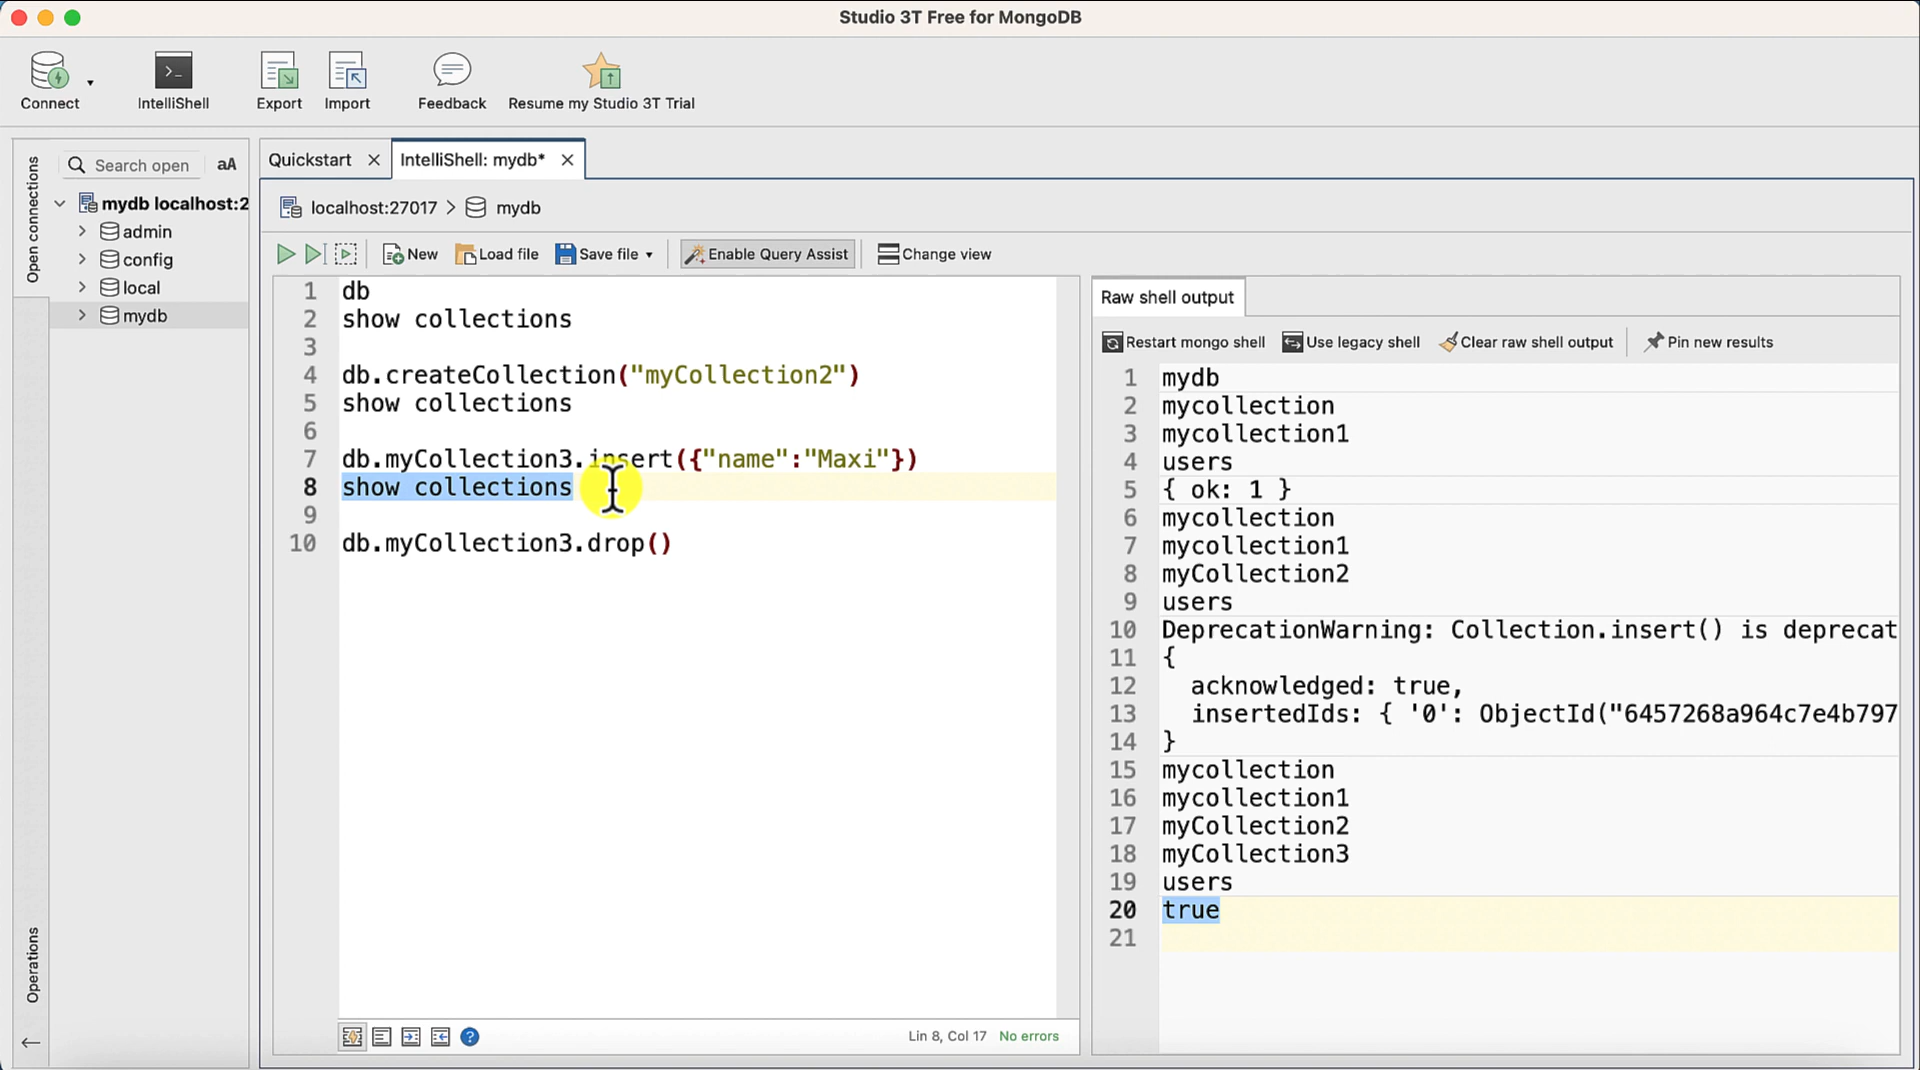 Studio 3T Free for MongoDB
Connect
IntelliShell
Export
Import
Feedback
Resume my Studio 3T Trial
Open connections
Search open
aA
mydb localhost:2
admin
config
local
mydb
Operations
Quickstart
IntelliShell: mydb*
localhost:27017
mydb
New
Load file
Save file
Enable Query Assist
Change view
1 db
2 show collections
3
4 db.createCollection("myCollection2")
5 show collections
6
7 db.myCollection3.insert({"name":"Maxi"})
8 show collections
9
10 db.myCollection3.drop()
Lin 8, Col 17
No errors
Raw shell output
Restart mongo shell
Use legacy shell
Clear raw shell output
Pin new results
1 mydb
2 mycollection
3 mycollection1
4 users
5 { ok: 1 }
6 mycollection
7 mycollection1
8 myCollection2
9 users
10 DeprecationWarning: Collection.insert() is deprecat
11 {
12 acknowledged: true,
13 insertedIds: { '0': ObjectId("6457268a964c7e4b797
14 }
15 mycollection
16 mycollection1
17 myCollection2
18 myCollection3
19 users
20 true
21